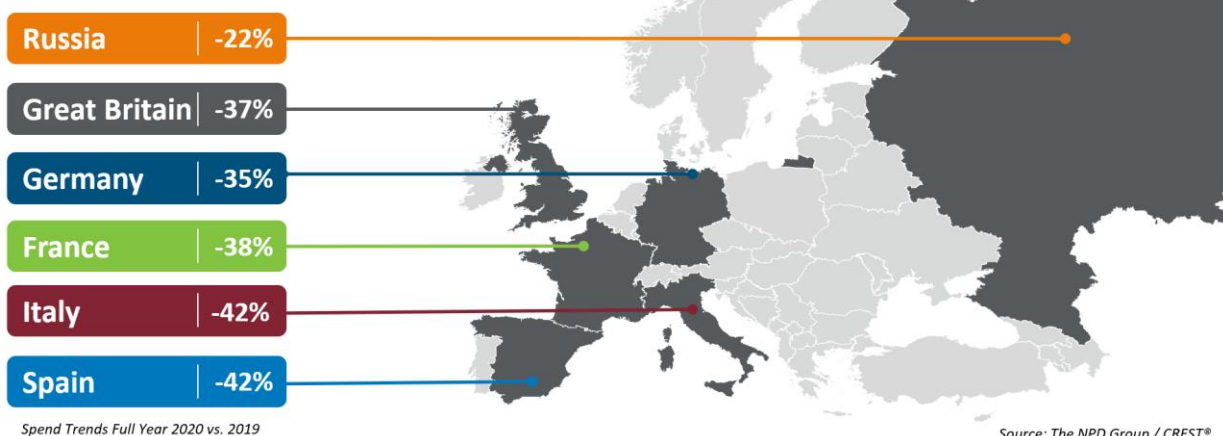 Russia -22%
Great Britain -37%
Germany -35%
France -38%
Italy -42%
Spain -42%
Spend Trends Full Year 2020 vs. 2019
Source: The NPD Group / CREST®